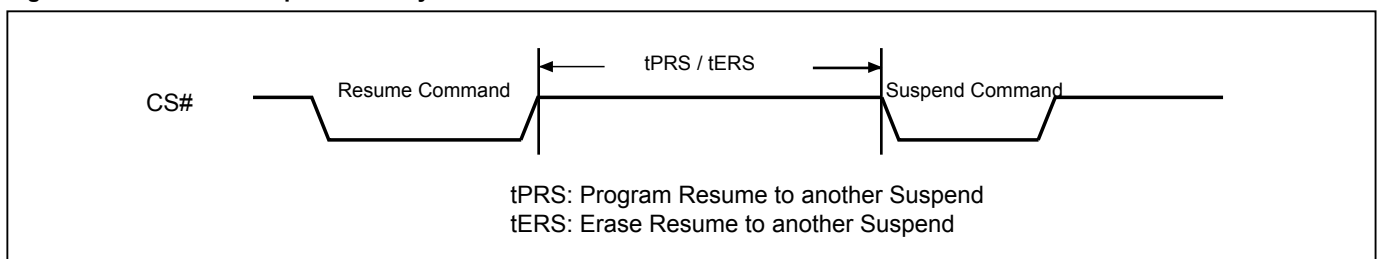 tPRS / tERS
Resume Command
Suspend Command
CS#
tPRS: Program Resume to another Suspend
tERS: Erase Resume to another Suspend